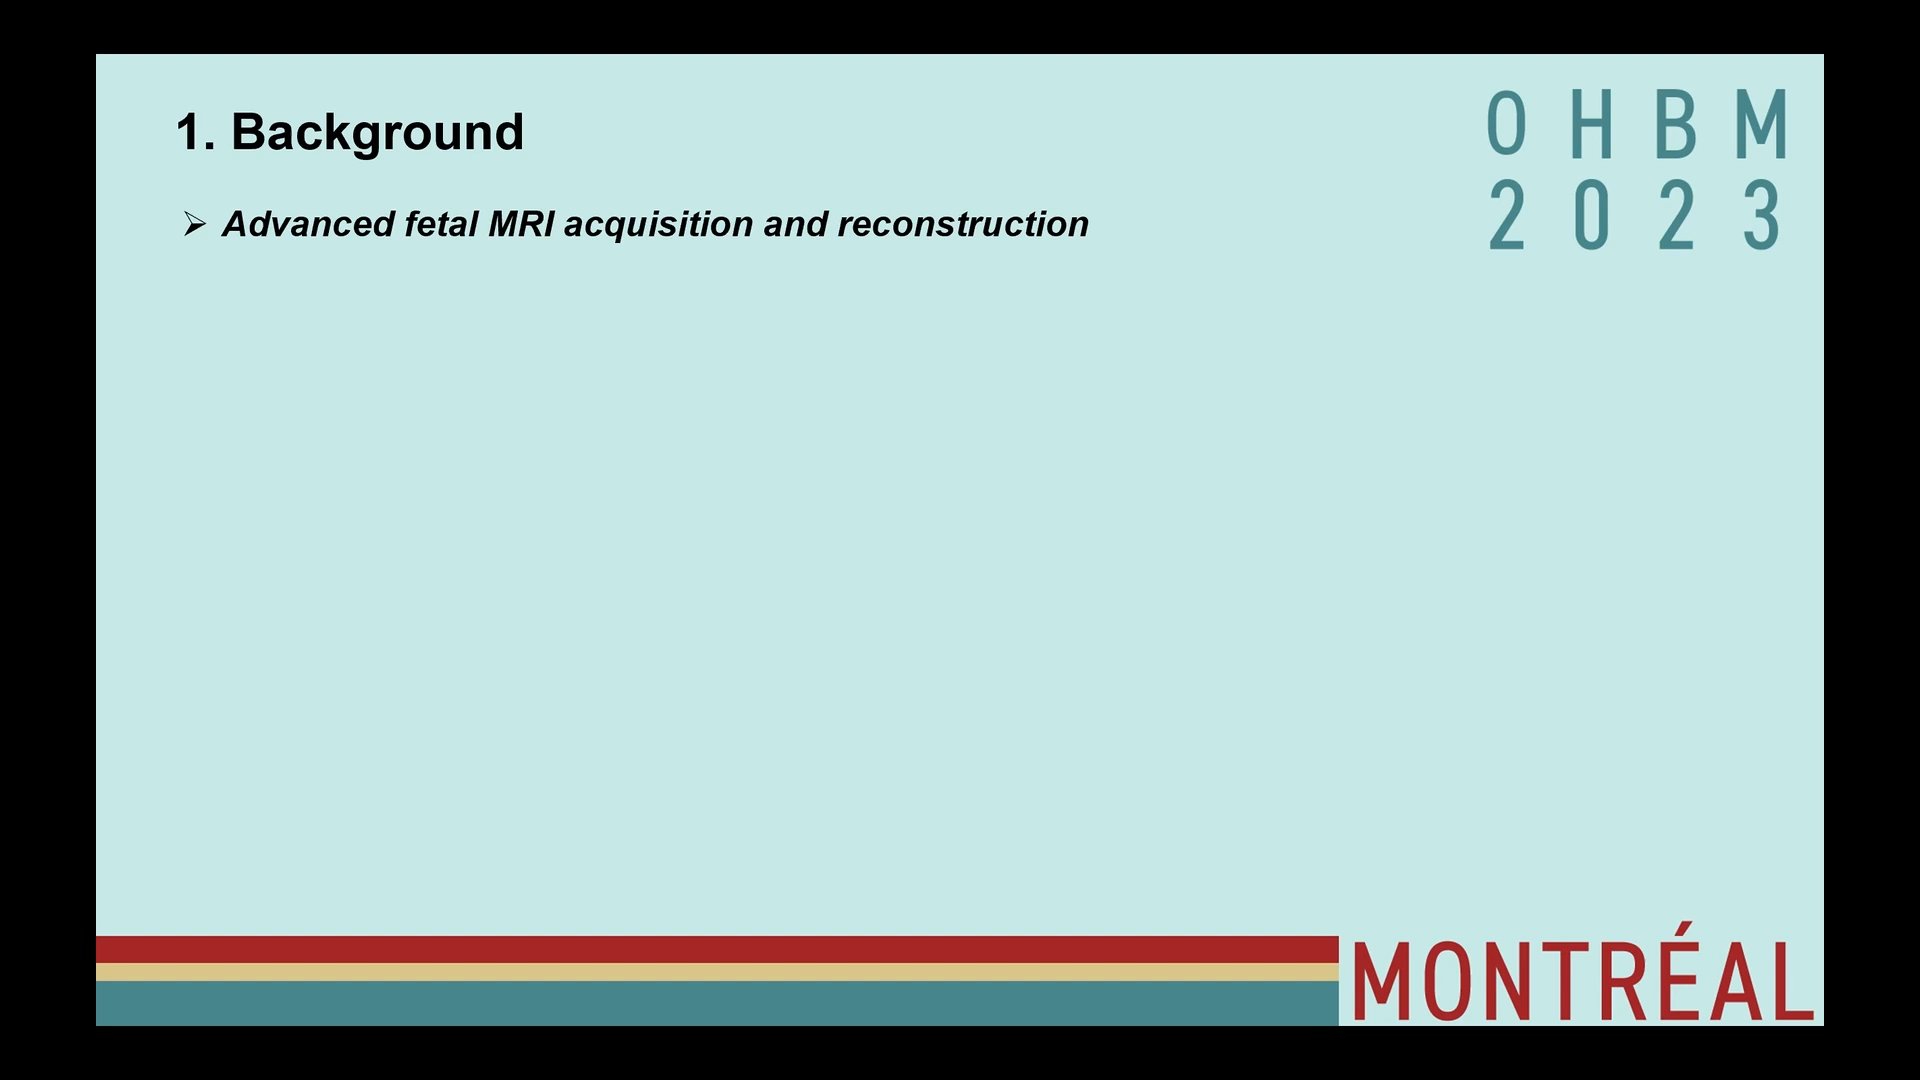 1. Background
➢ Advanced fetal MRI acquisition and reconstruction
O H B M
2 0 2 3
MONTRÉAL